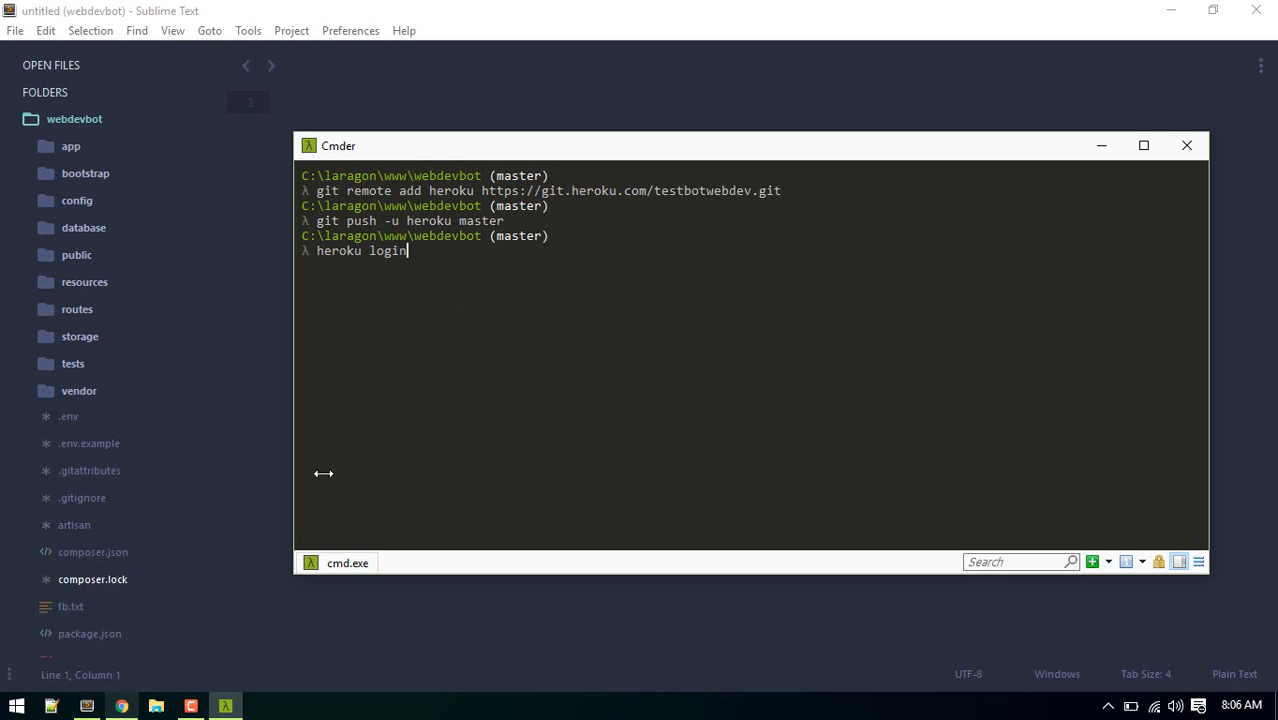 untitled (webdevbot) - Sublime Text
File Edit Selection Find View Goto Tools Project Preferences Help
OPEN FILES
FOLDERS
1
webdevbot
app
bootstrap
config
database
public
resources
routes
storage
tests
vendor
.env
.env.example
.gitattributes
.gitignore
artisan
composer.json
composer.lock
fb.txt
package.json
Cmder
C:\laragon\www\webdevbot (master)
λ git remote add heroku https://git.heroku.com/testbotwebdev.git
C:\laragon\www\webdevbot (master)
λ git push -u heroku master
C:\laragon\www\webdevbot (master)
λ heroku login
cmd.exe
Search
Line 1, Column 1
UTF-8
Windows
Tab Size: 4
Plain Text
8:06 AM